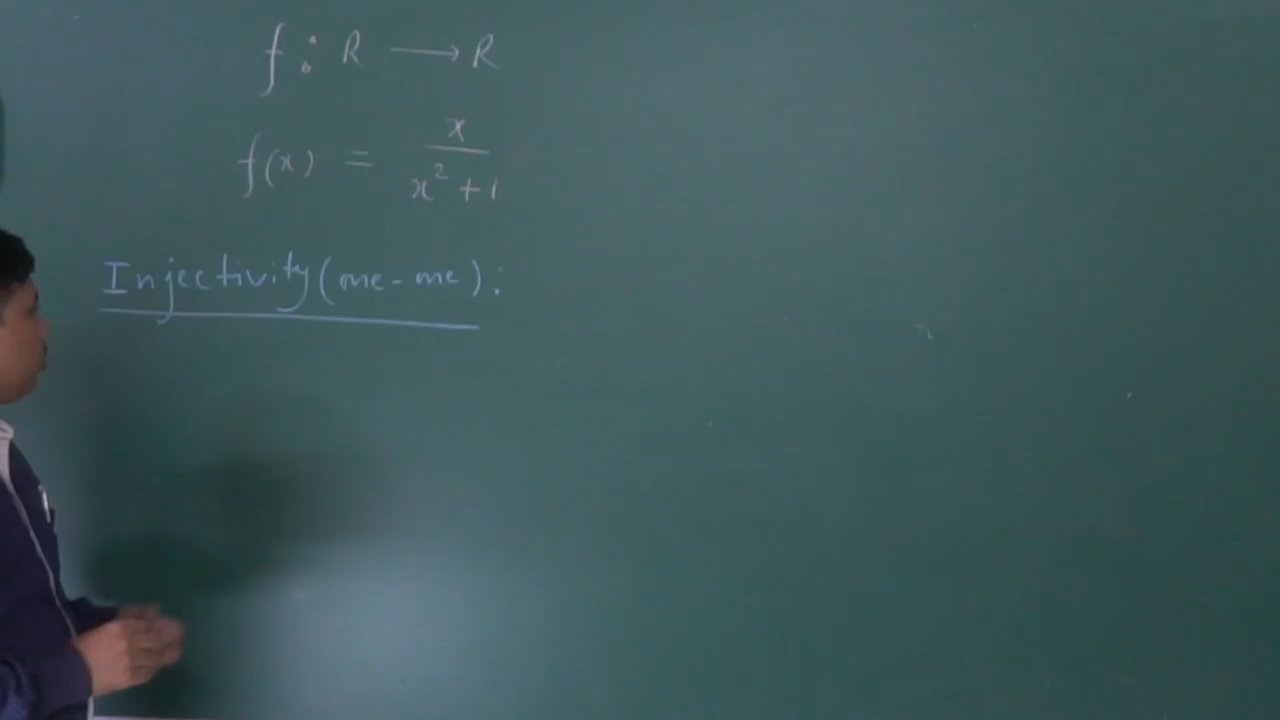 f : R → R
f(x) = x / x² + 1
Injectivity (one-one) :